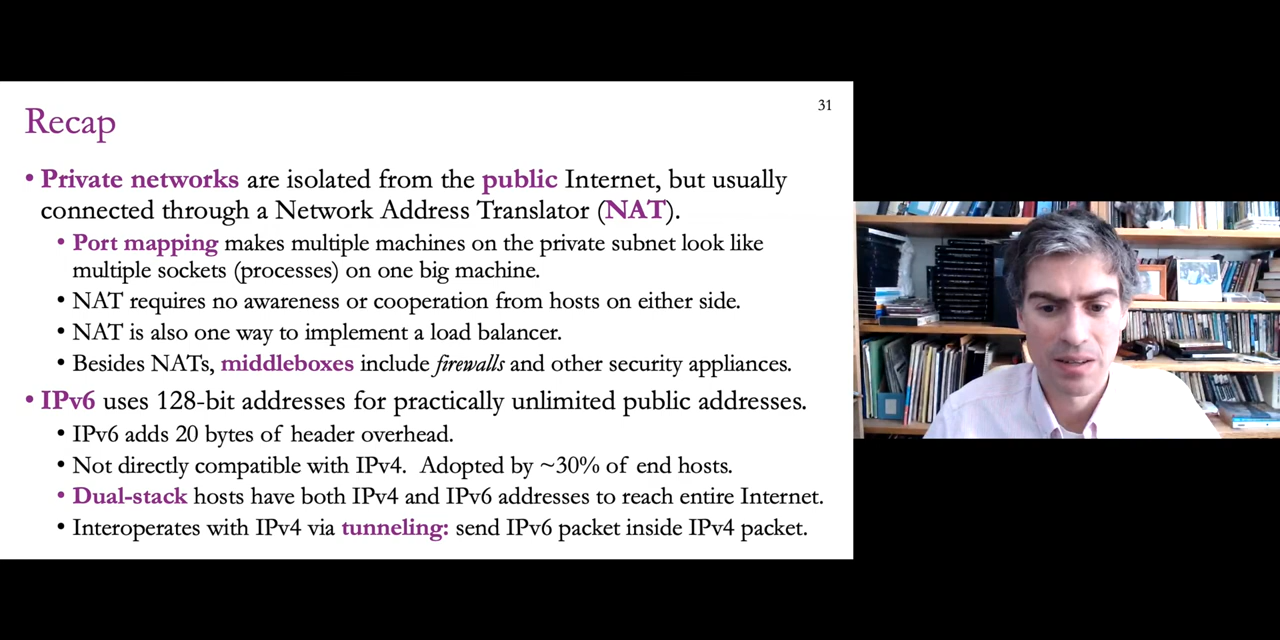 31
Recap
• Private networks are isolated from the public Internet, but usually
connected through a Network Address Translator (NAT).
• Port mapping makes multiple machines on the private subnet look like
multiple sockets (processes) on one big machine.
• NAT requires no awareness or cooperation from hosts on either side.
• NAT is also one way to implement a load balancer.
• Besides NATs, middleboxes include firewalls and other security appliances.
• IPv6 uses 128-bit addresses for practically unlimited public addresses.
• IPv6 adds 20 bytes of header overhead.
• Not directly compatible with IPv4. Adopted by ~30% of end hosts.
• Dual-stack hosts have both IPv4 and IPv6 addresses to reach entire Internet.
• Interoperates with IPv4 via tunneling: send IPv6 packet inside IPv4 packet.